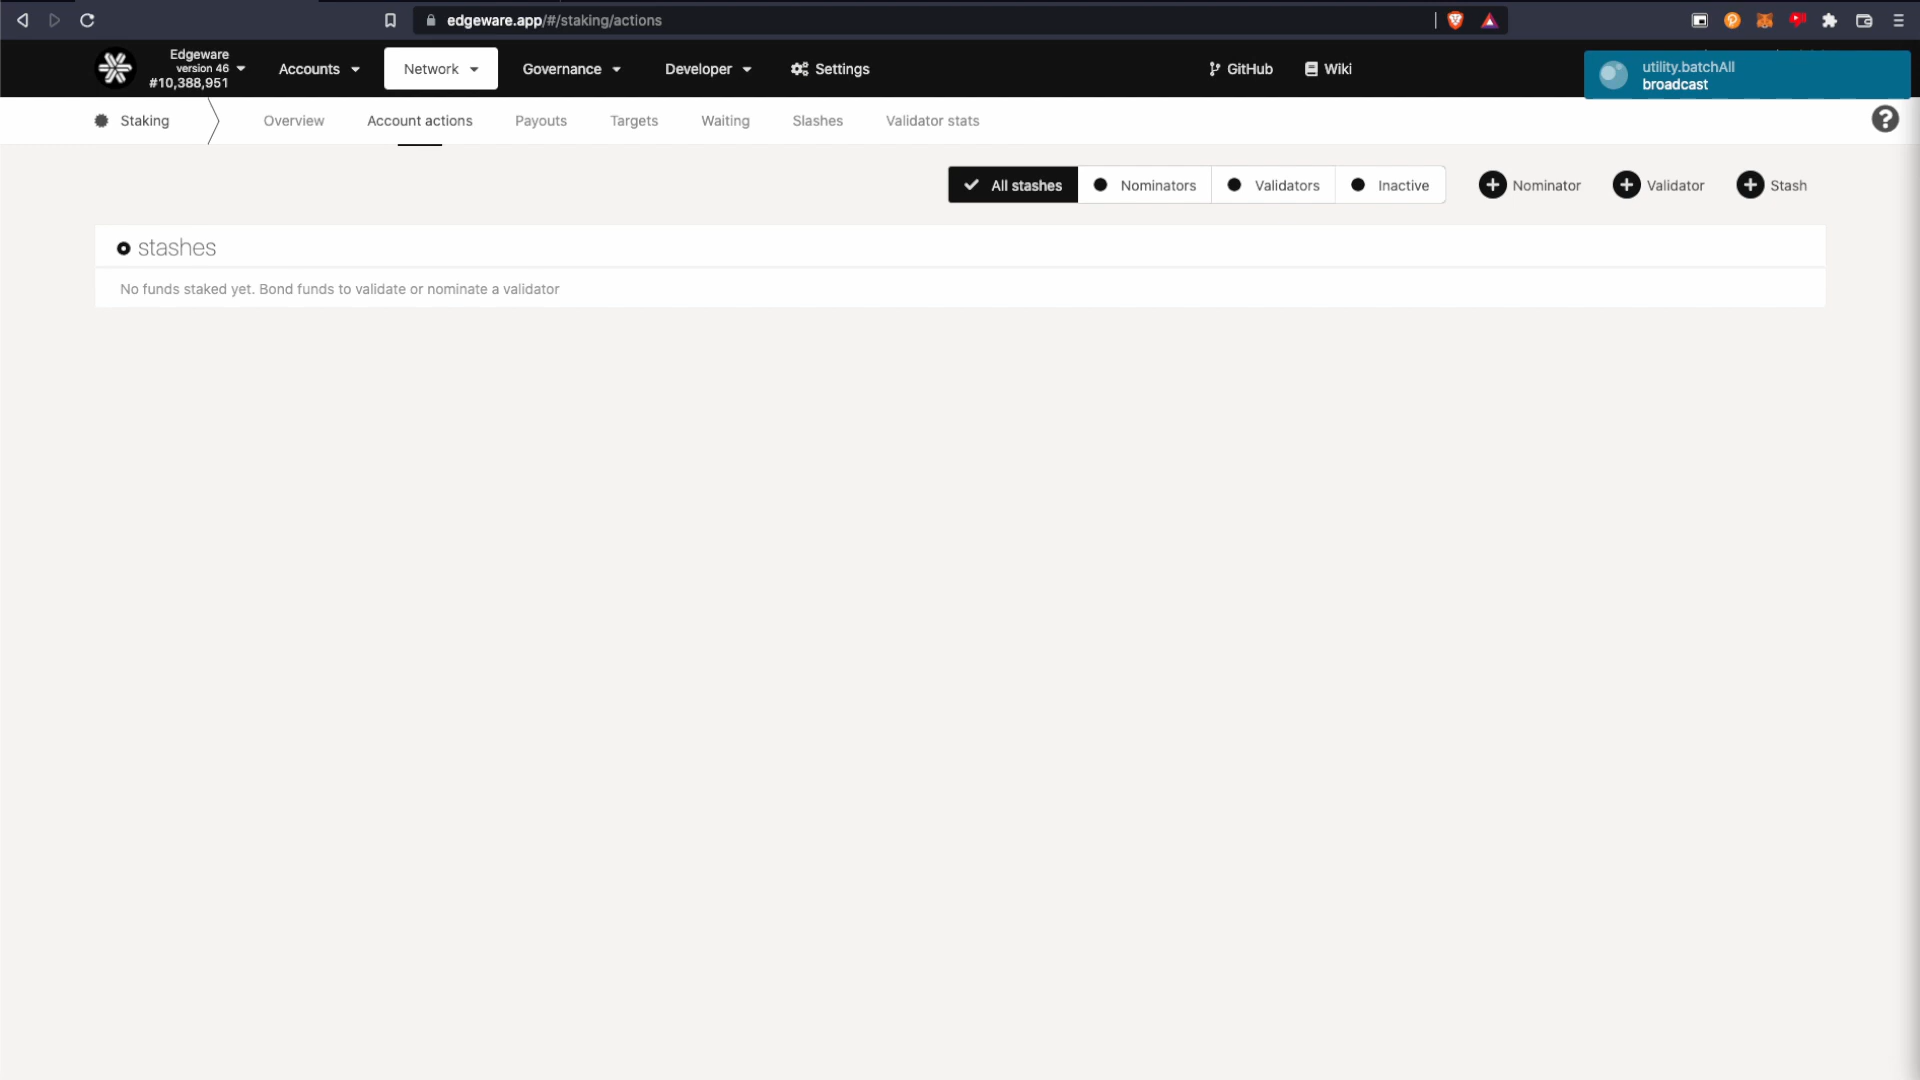 edgeware.app/#/staking/actions
Edgeware
version 46
#10,388,951
Accounts
Network
Governance
Developer
Settings
GitHub
Wiki
utility.batchAll
broadcast
Staking
Overview
Account actions
Payouts
Targets
Waiting
Slashes
Validator stats
?
All stashes
Nominators
Validators
Inactive
Nominator
Validator
Stash
stashes
No funds staked yet. Bond funds to validate or nominate a validator